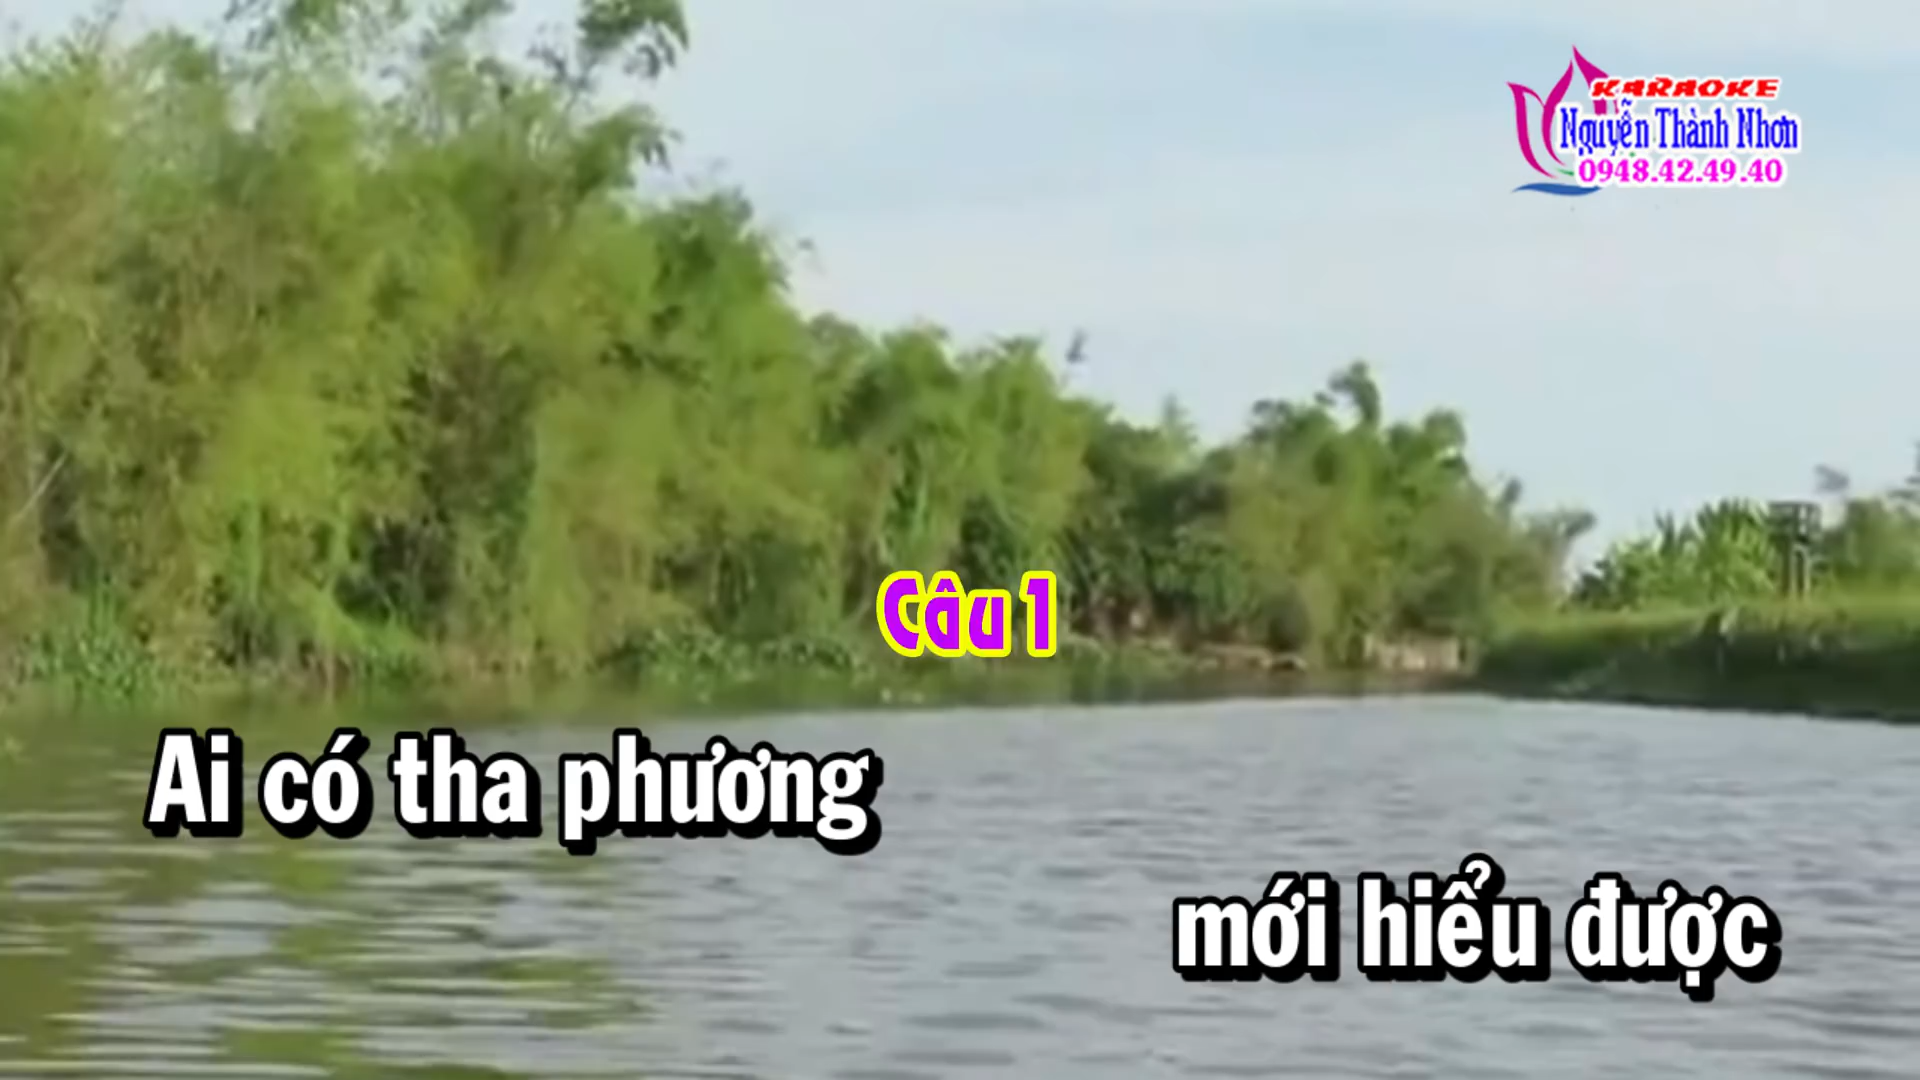 KARAOKE
Nguyễn Thành Nhơn
0948.42.49.40
Câu 1
Ai có tha phương
mới hiểu được